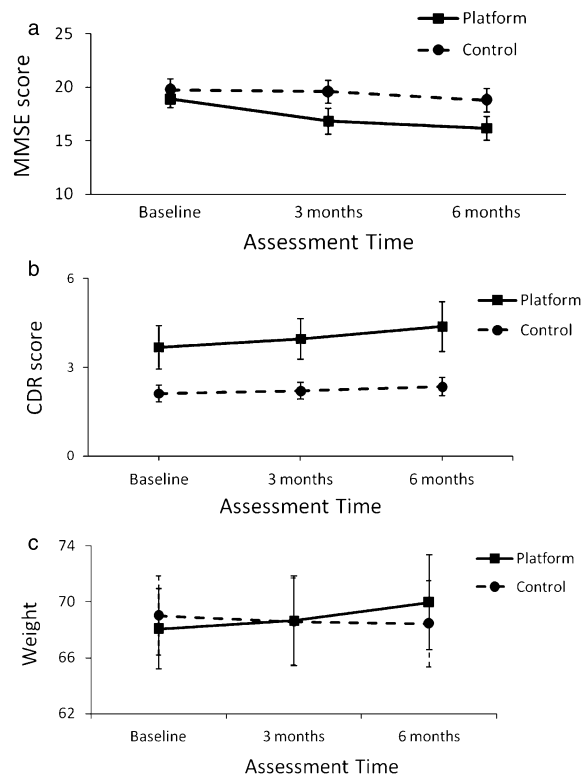 a
Platform
Control
MMSE score
25
20
15
10
Baseline 3 months 6 months
Assessment Time
b
Platform
Control
CDR score
6
3
0
Baseline 3 months 6 months
Assessment Time
c
Platform
Control
Weight
74
70
66
62
Baseline 3 months 6 months
Assessment Time